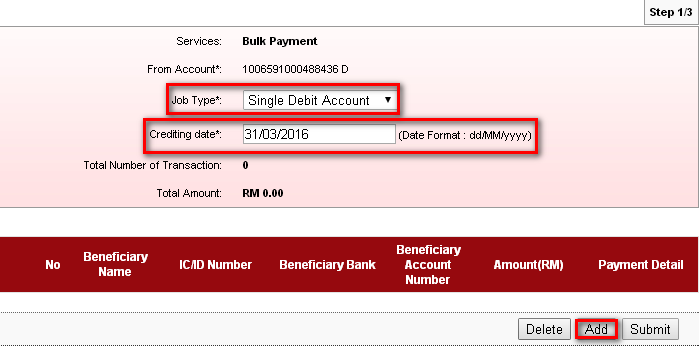 Step 1/3
Services: Bulk Payment
From Account*: 1006591000488436 D
Job Type*: Single Debit Account
Crediting date*: 31/03/2016 (Date Format : dd/MM/yyyy)
Total Number of Transaction: 0
Total Amount: RM 0.00
No Beneficiary Name IC/ID Number Beneficiary Bank Beneficiary Account Number Amount(RM) Payment Detail
Delete Add Submit